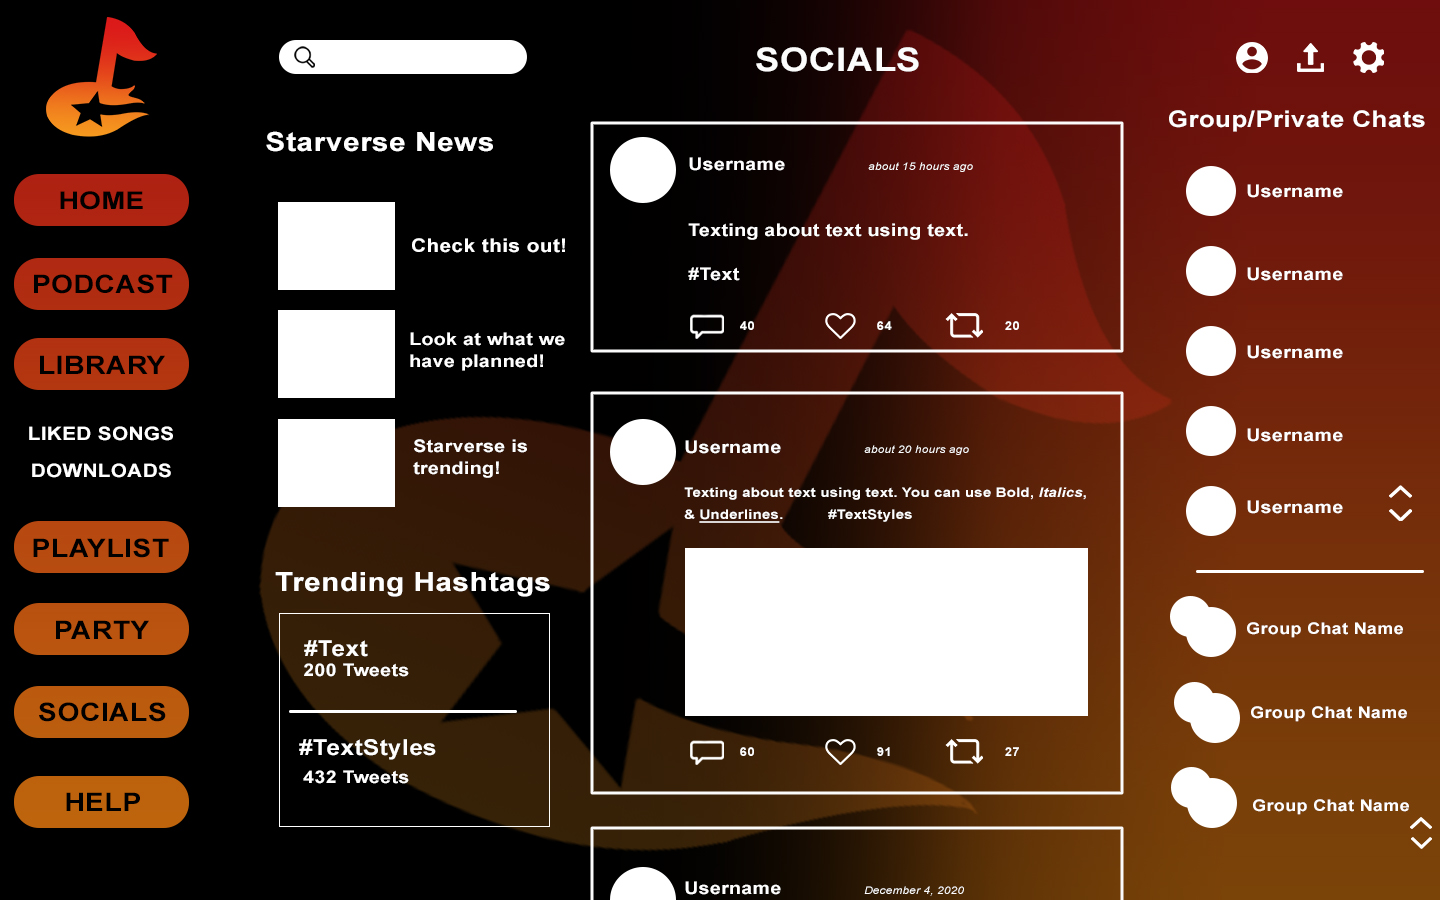 SOCIALS
HOME
PODCAST
LIBRARY
LIKED SONGS
DOWNLOADS
PLAYLIST
PARTY
SOCIALS
HELP
Starverse News
Check this out!
Look at what we
have planned!
Starverse is
trending!
Trending Hashtags
#Text
200 Tweets
#TextStyles
432 Tweets
Username about 15 hours ago
Texting about text using text.
#Text
40 64 20
Username about 20 hours ago
Texting about text using text. You can use Bold, Italics,
& Underlines. #TextStyles
60 91 27
Username December 4, 2020
Group/Private Chats
Username
Username
Username
Username
Username
Group Chat Name
Group Chat Name
Group Chat Name